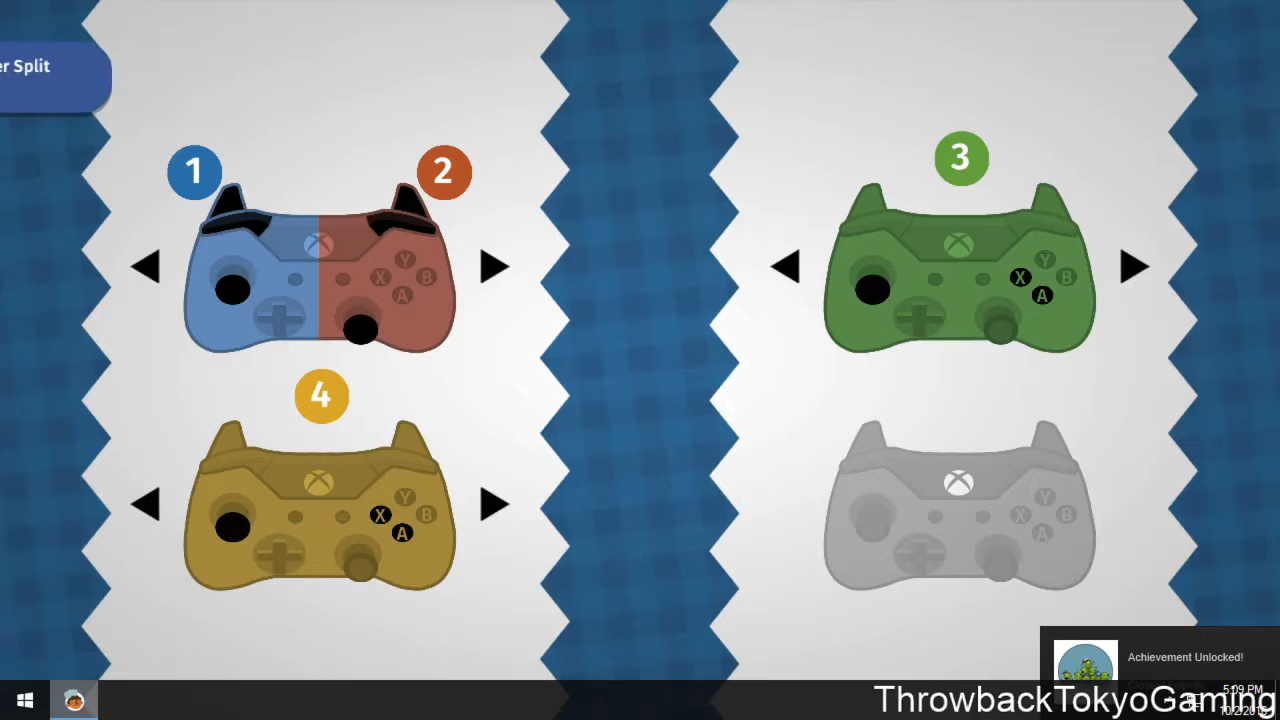 er Split
1
2
3
Y
X
B
A
Y
X
B
A
4
Y
X
B
A
Y
X
B
A
Achievement Unlocked!
5:09 PM
ThrowbackTokyoGaming